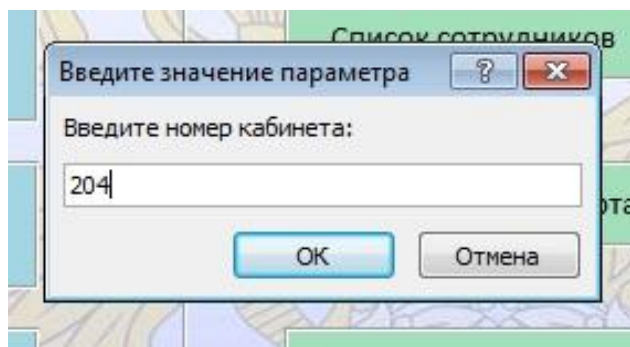 Список сотрудников
Введите значение параметра
Введите номер кабинета:
204
OK
Отмена